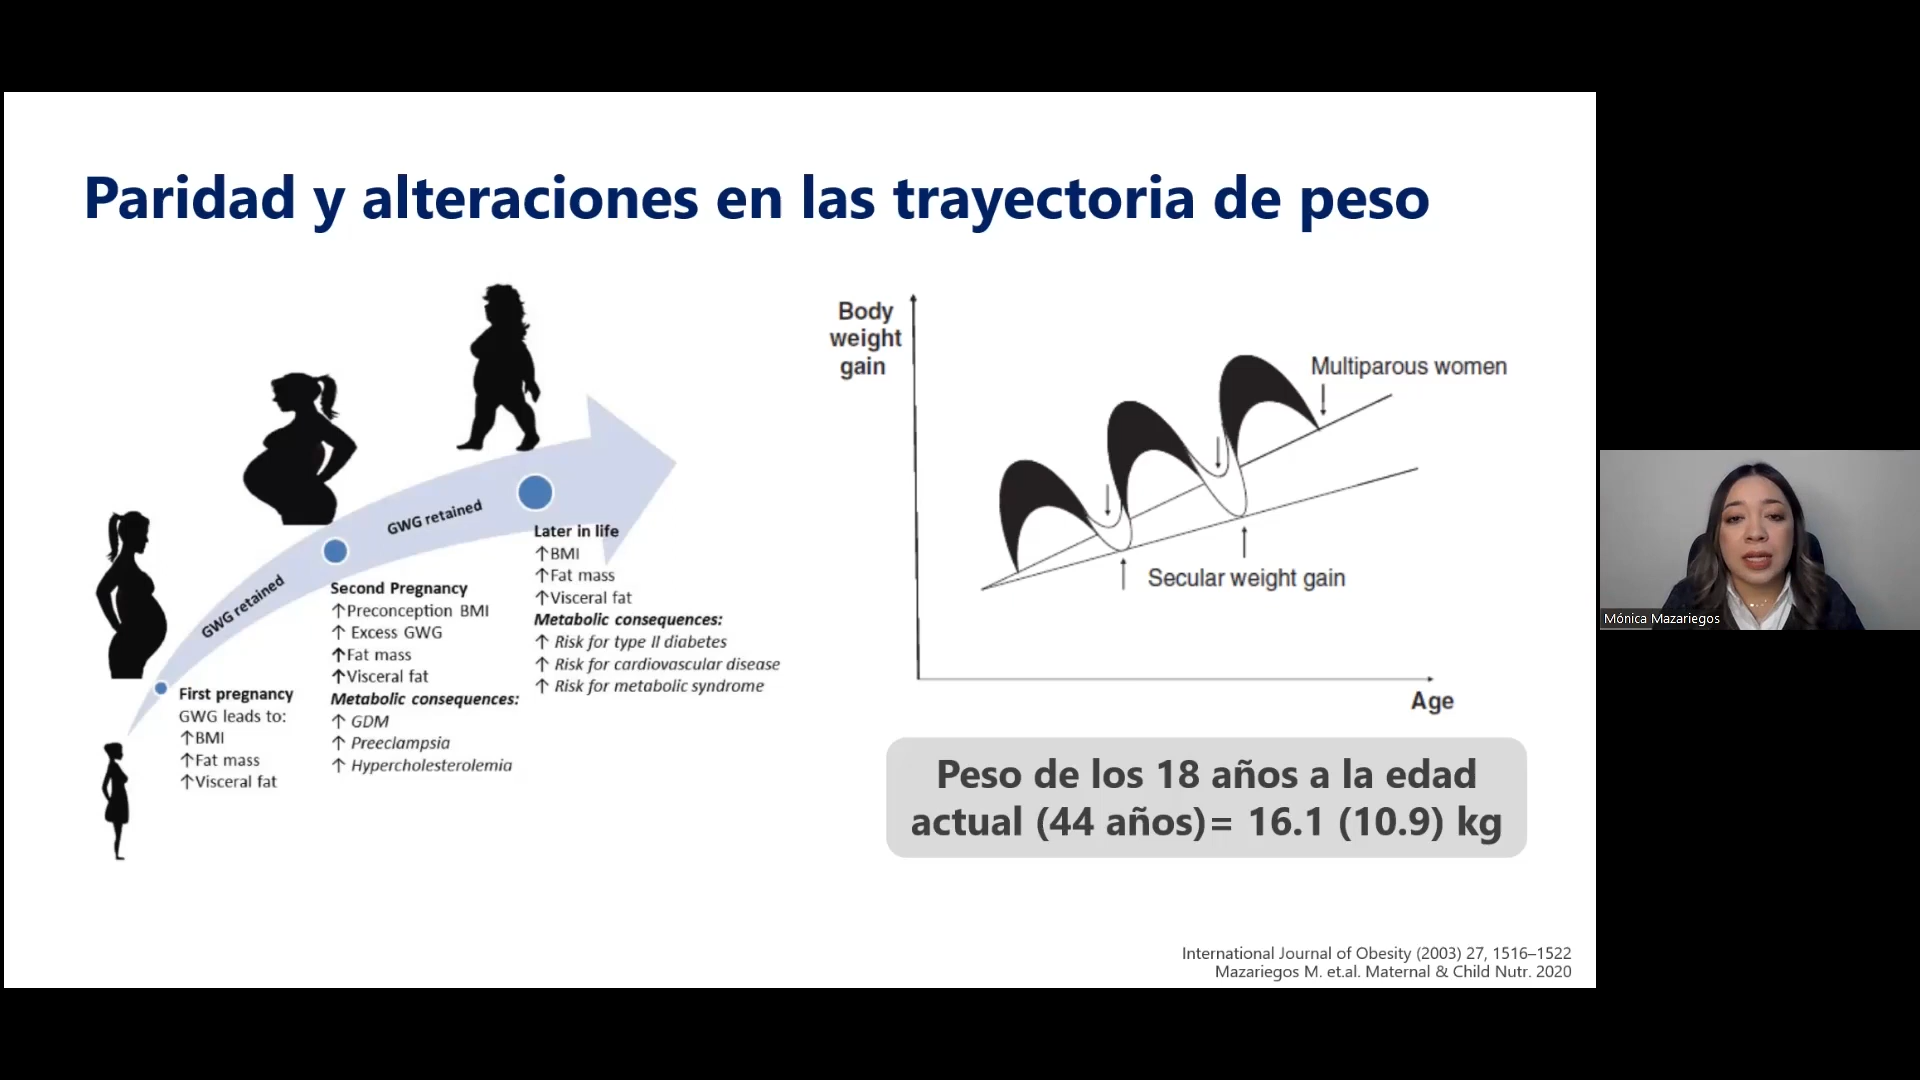 Paridad y alteraciones en las trayectoria de peso
GWG retained
GWG retained
First pregnancy
GWG leads to:
↑BMI
↑Fat mass
↑Visceral fat
Second Pregnancy
↑Preconception BMI
↑ Excess GWG
↑Fat mass
↑Visceral fat
Metabolic consequences:
↑ GDM
↑ Preeclampsia
↑ Hypercholesterolemia
Later in life
↑BMI
↑Fat mass
↑Visceral fat
Metabolic consequences:
↑ Risk for type II diabetes
↑ Risk for cardiovascular disease
↑ Risk for metabolic syndrome
Body
weight
gain
Multiparous women
Secular weight gain
Age
Peso de los 18 años a la edad
actual (44 años)= 16.1 (10.9) kg
International Journal of Obesity (2003) 27, 1516–1522
Mazariegos M. et.al. Maternal & Child Nutr. 2020
Mónica Mazariegos